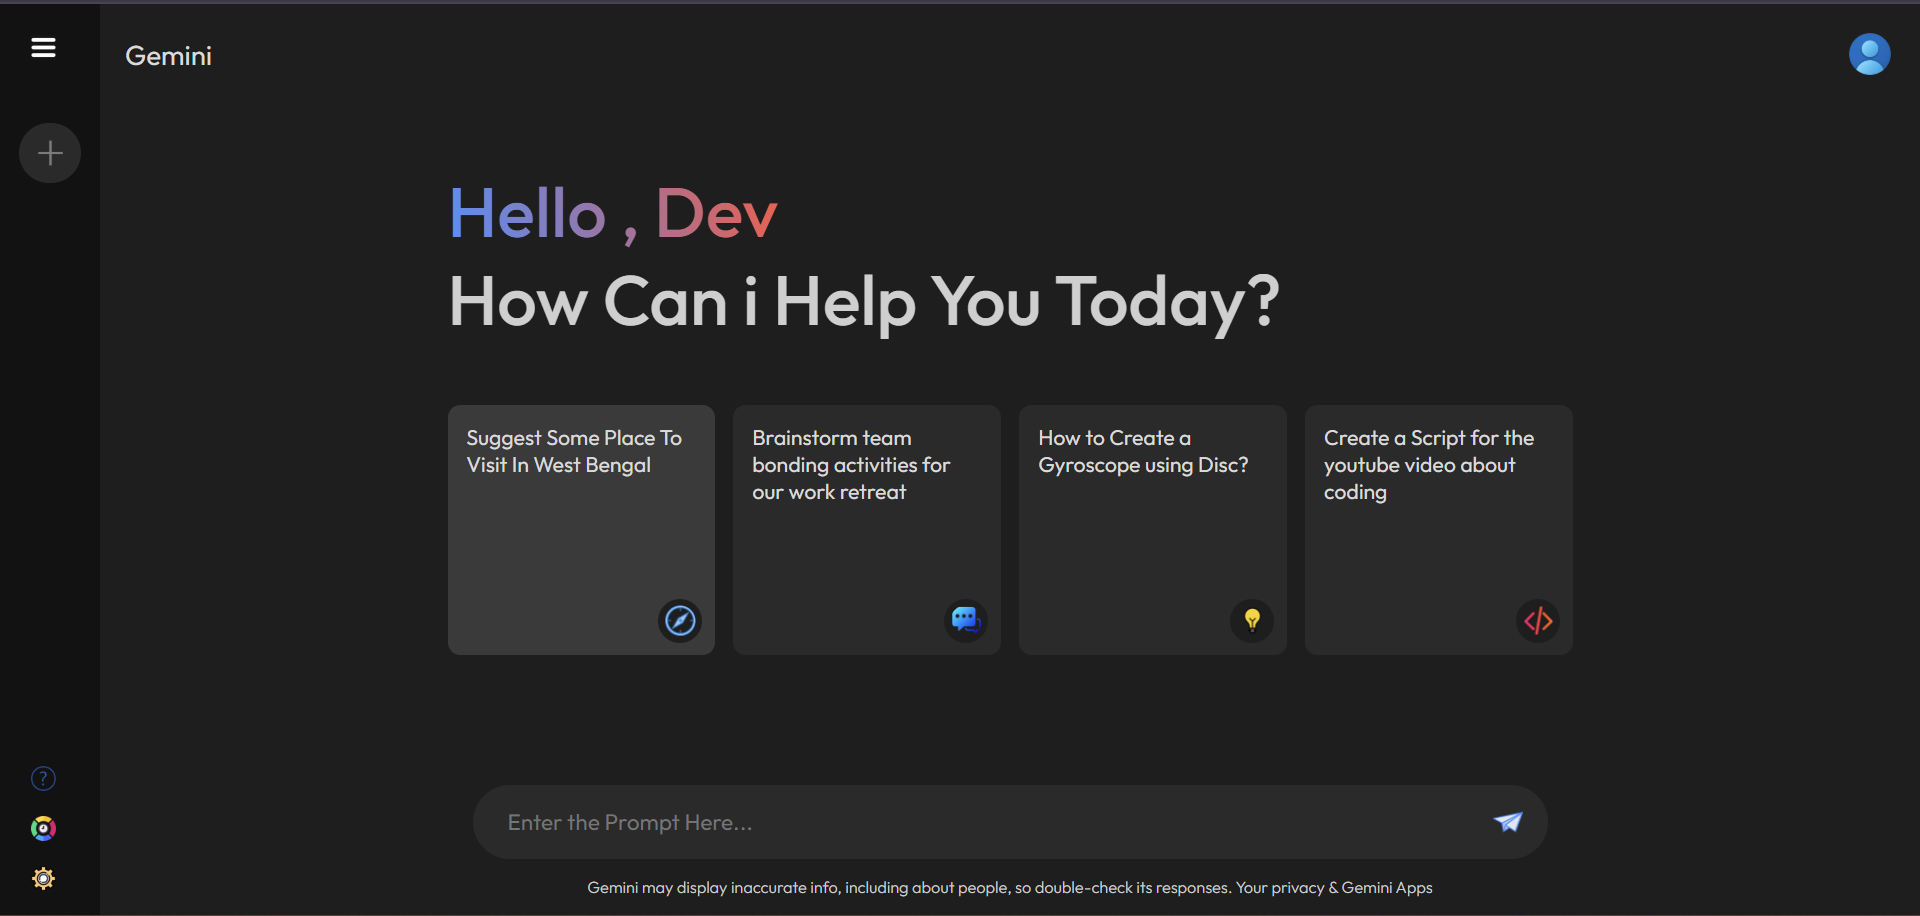 Gemini
Hello , Dev
How Can i Help You Today?
Suggest Some Place To
Visit In West Bengal
Brainstorm team
bonding activities for
our work retreat
How to Create a
Gyroscope using Disc?
Create a Script for the
youtube video about
coding
?
Enter the Prompt Here...
Gemini may display inaccurate info, including about people, so double-check its responses. Your privacy & Gemini Apps